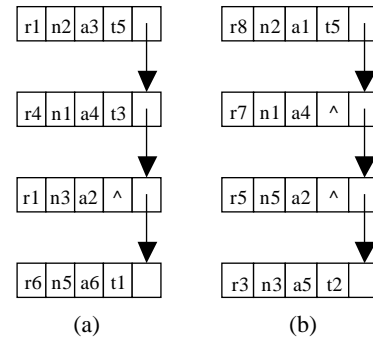 r1 n2 a3 t5 r8 n2 a1 t5
r4 n1 a4 t3 r7 n1 a4 ^
r1 n3 a2 ^ r5 n5 a2 ^
r6 n5 a6 t1 r3 n3 a5 t2
(a) (b)